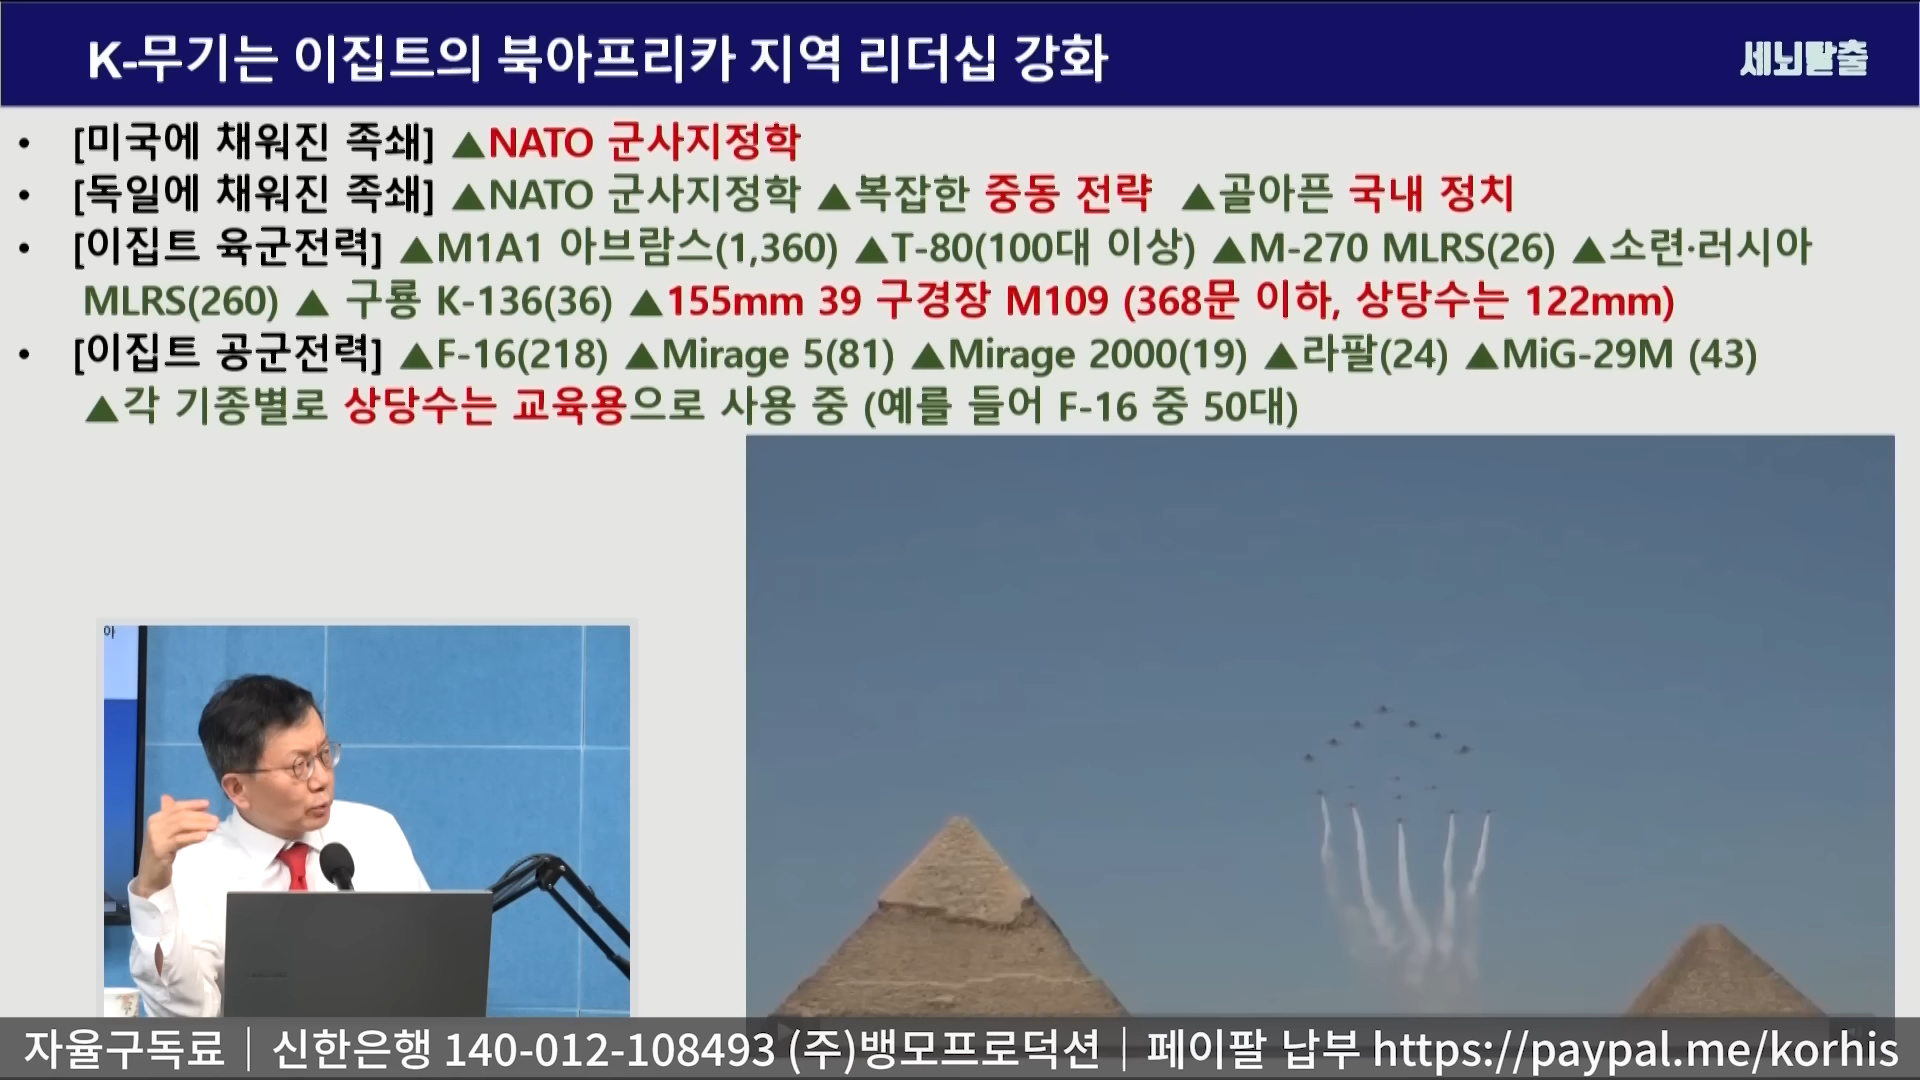 K-무기는 이집트의 북아프리카 지역 리더십 강화
세뇌탈출
• [미국에 채워진 족쇄] ▲NATO 군사지정학
• [독일에 채워진 족쇄] ▲NATO 군사지정학 ▲복잡한 중동 전략 ▲골아픈 국내 정치
• [이집트 육군전력] ▲M1A1 아브람스(1,360) ▲T-80(100대 이상) ▲M-270 MLRS(26) ▲소련·러시아
MLRS(260) ▲ 구룡 K-136(36) ▲155mm 39 구경장 M109 (368문 이하, 상당수는 122mm)
• [이집트 공군전력] ▲F-16(218) ▲Mirage 5(81) ▲Mirage 2000(19) ▲라팔(24) ▲MiG-29M (43)
▲각 기종별로 상당수는 교육용으로 사용 중 (예를 들어 F-16 중 50대)
아
자율구독료│신한은행 140-012-108493 (주)뱅모프로덕션│페이팔 납부 https://paypal.me/korhis